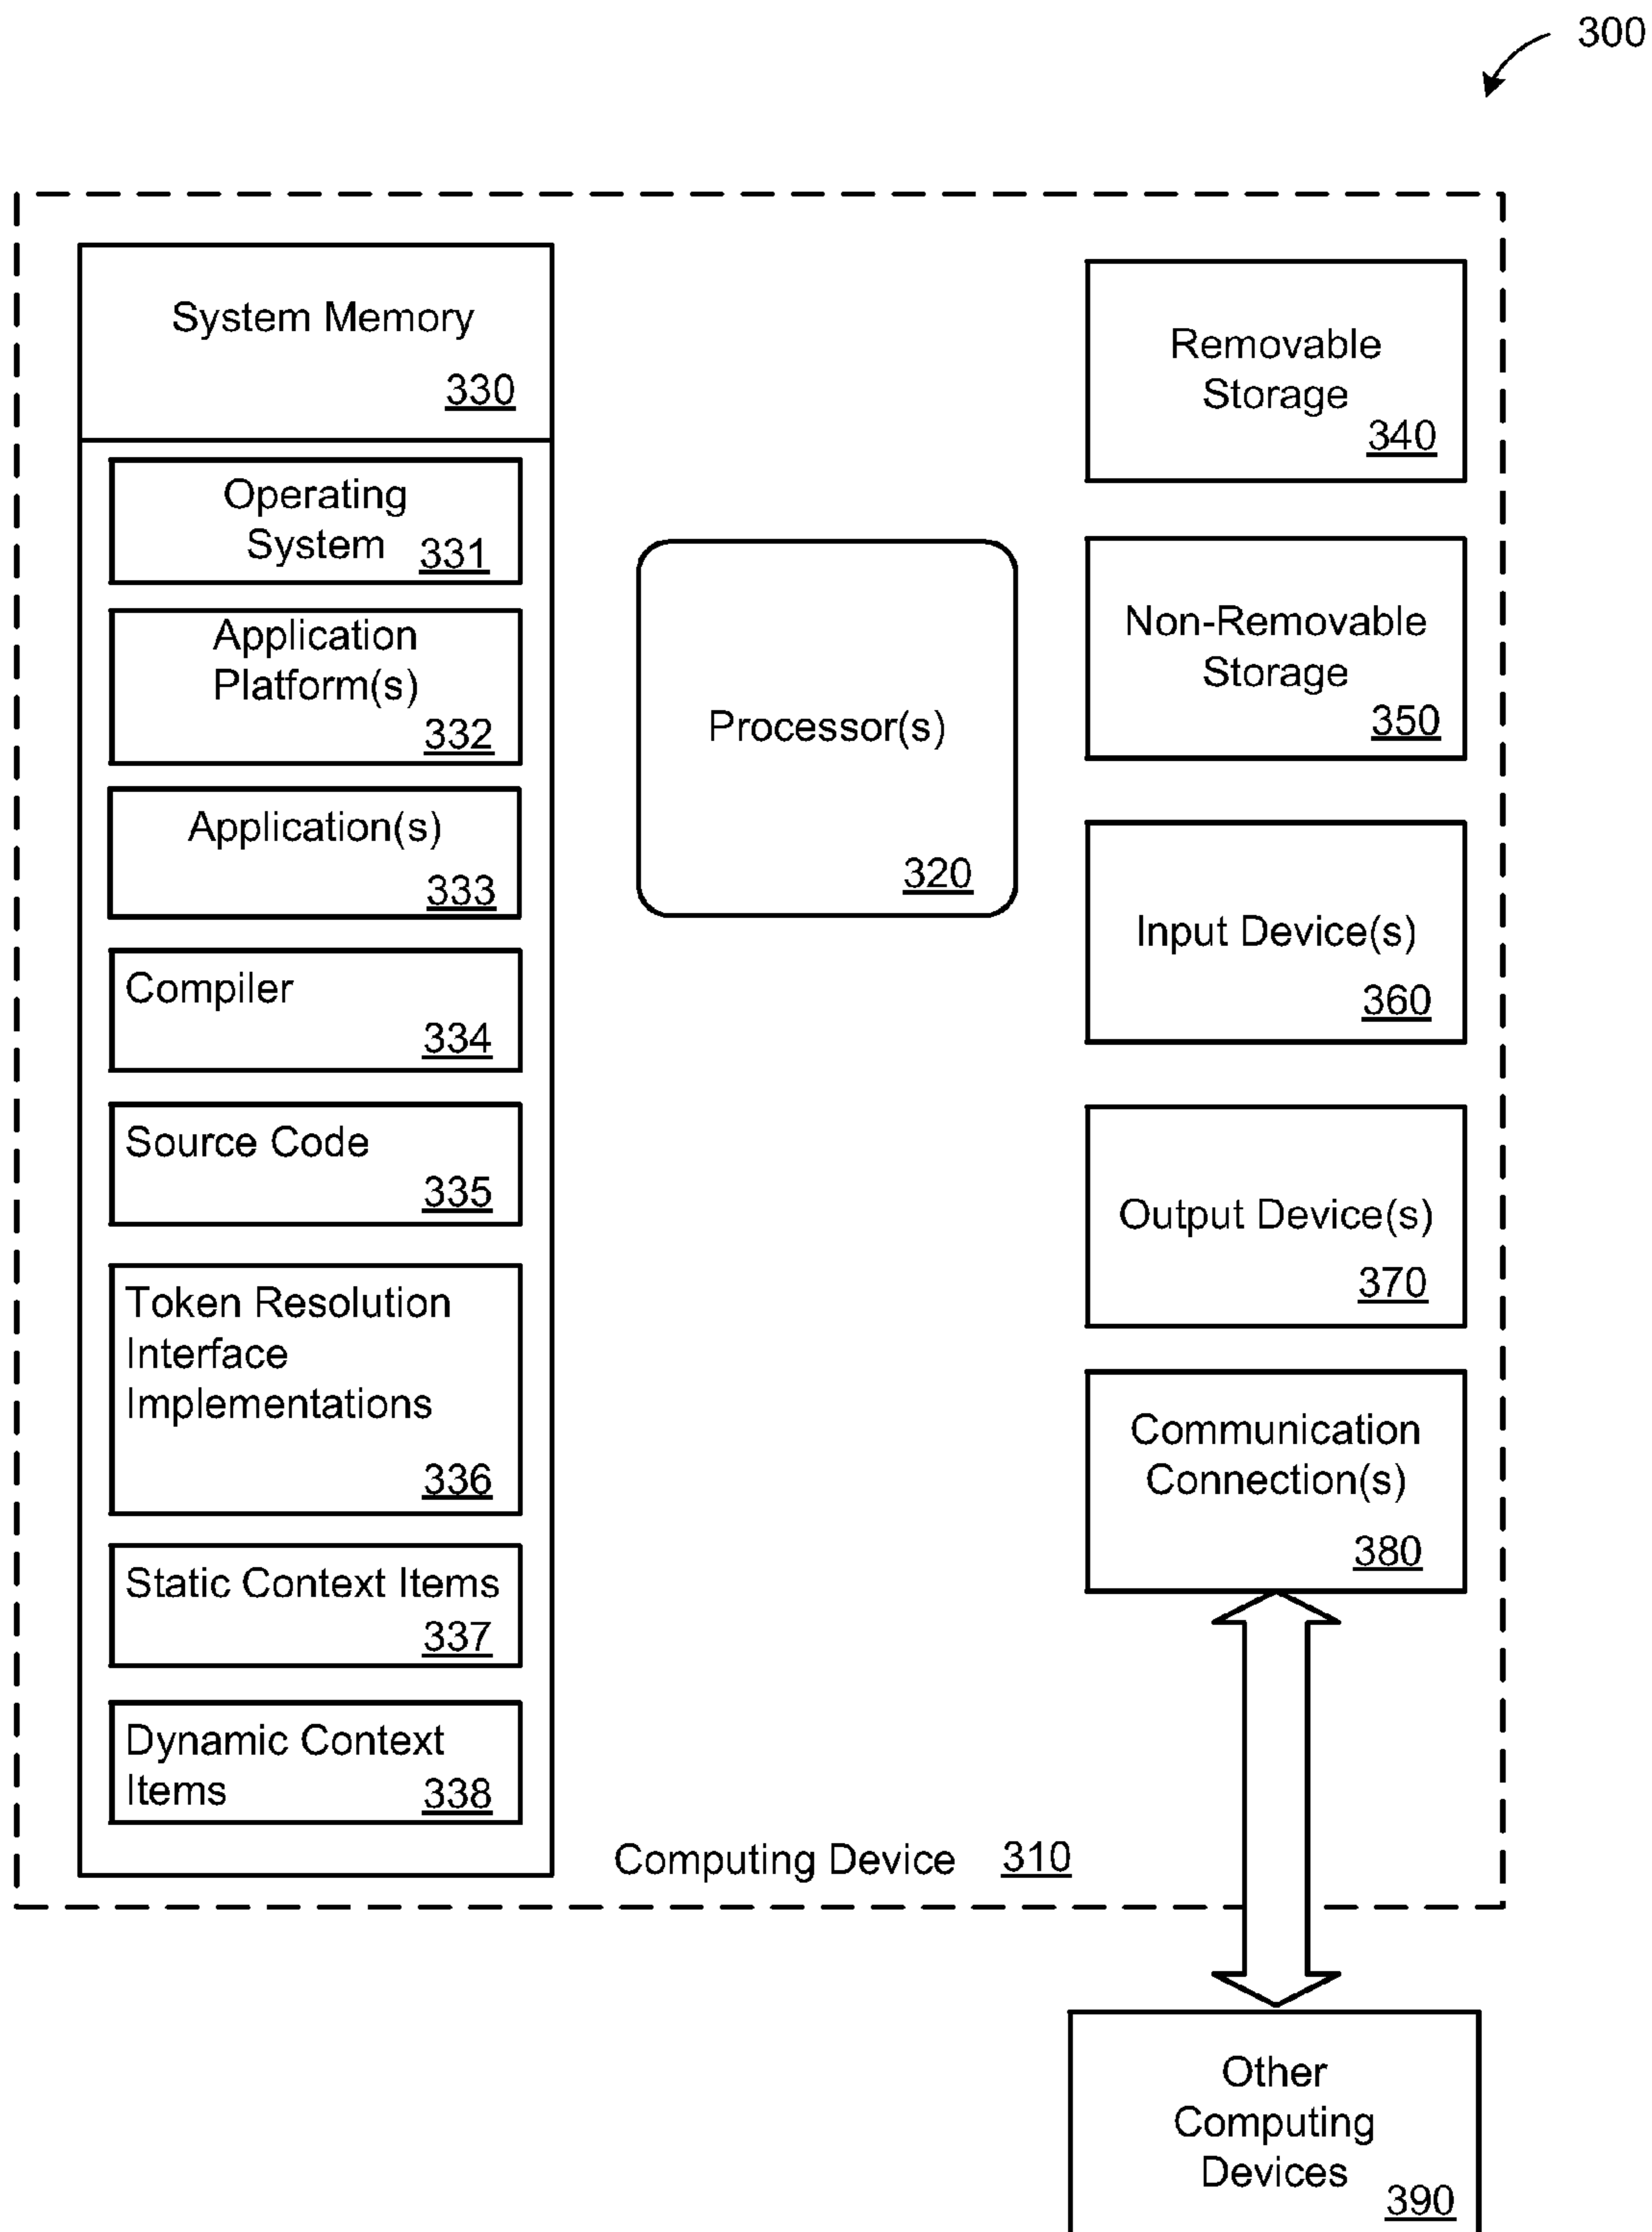 300
System Memory
330
Operating
System 331
Application
Platform(s)
332
Application(s)
333
Compiler
334
Source Code
335
Token Resolution
Interface
Implementations
336
Static Context Items
337
Dynamic Context
Items 338
Processor(s)
320
Removable
Storage
340
Non-Removable
Storage
350
Input Device(s)
360
Output Device(s)
370
Communication
Connection(s)
380
Computing Device 310
Other
Computing
Devices
390